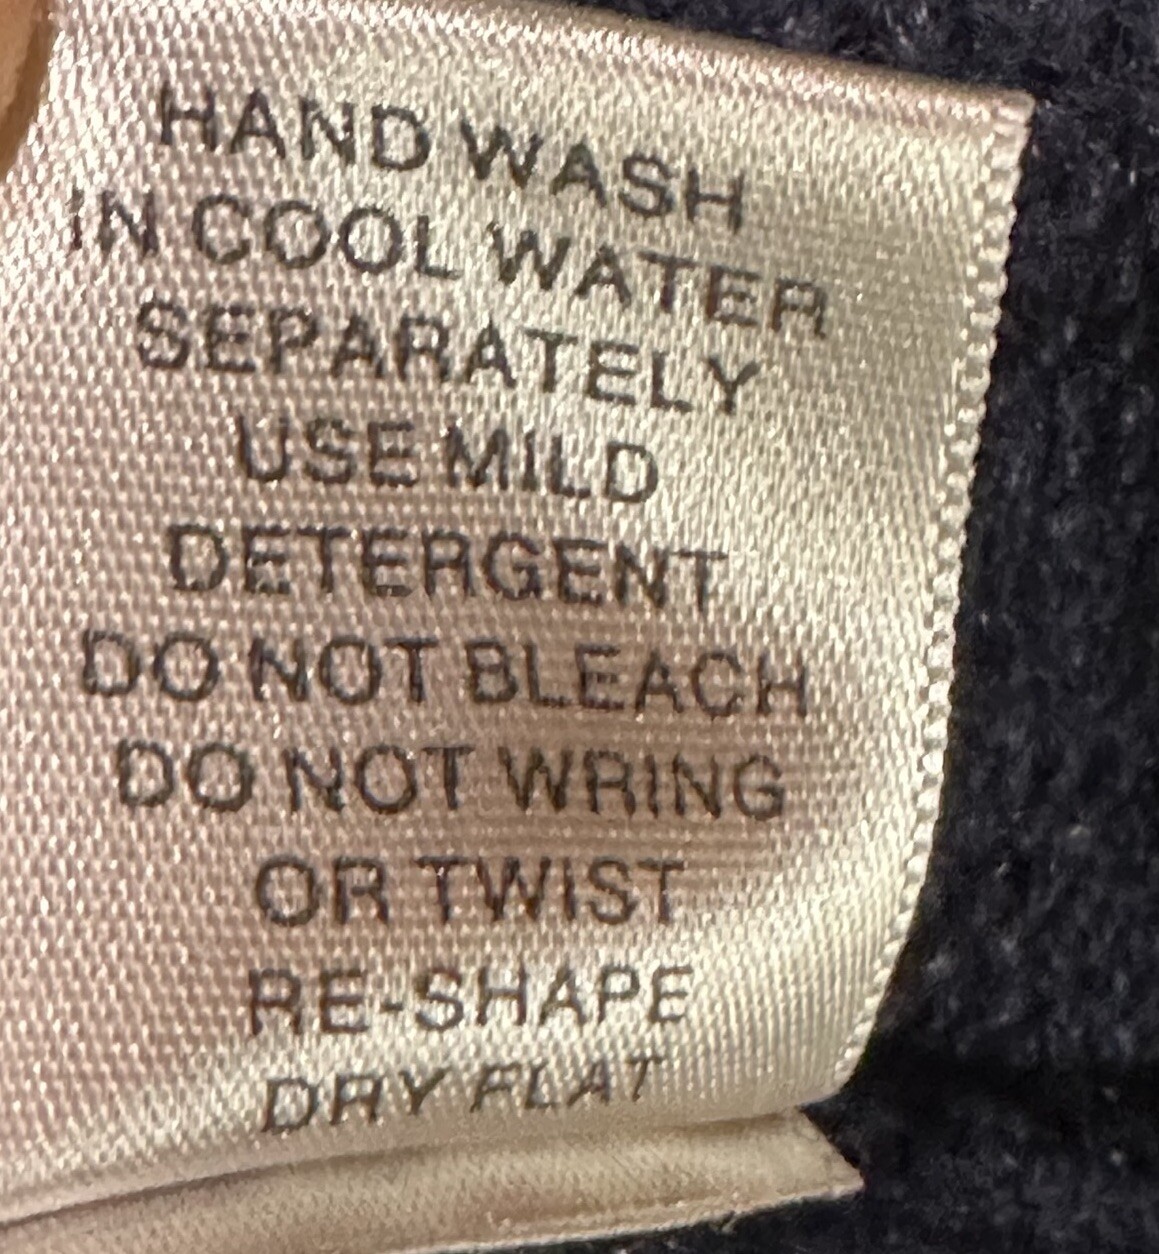 HAND WASH
IN COOL WATER
SEPARATELY
USE MILD
DETERGENT
DO NOT BLEACH
DO NOT WRING
OR TWIST
RE-SHAPE
DRY FLAT